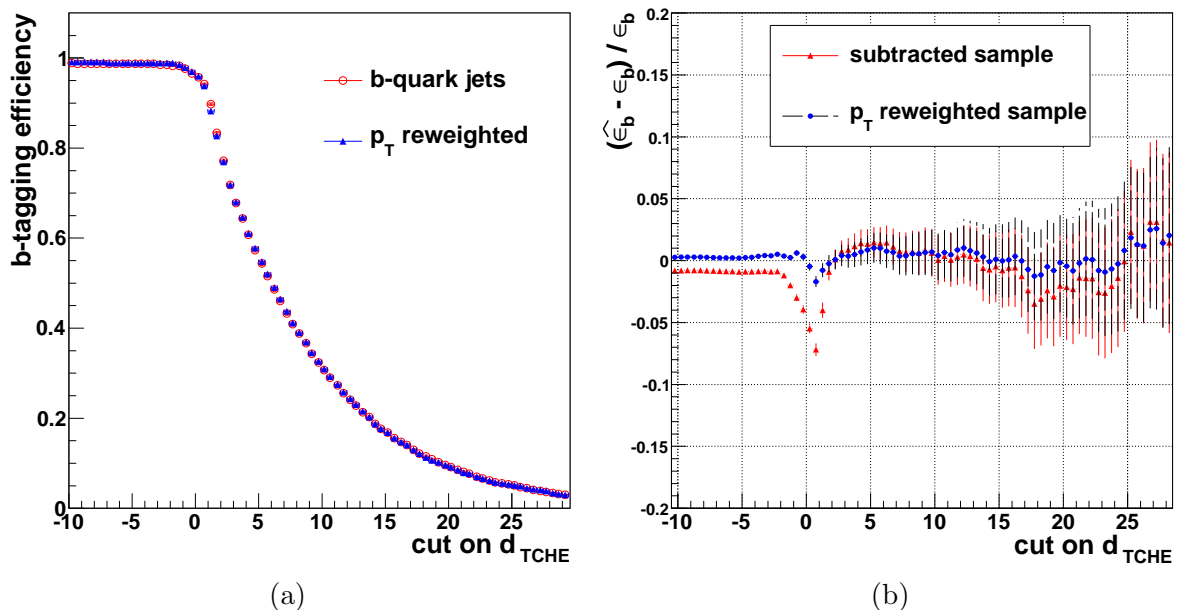 b-tagging efficiency
1
0.8
0.6
0.4
0.2
0
-10 -5 0 5 10 15 20 25
cut on d_TCHE
b-quark jets
p_T reweighted
(a)
(ϵ̂_b - ϵ_b) / ϵ_b
0.2
0.15
0.1
0.05
0
-0.05
-0.1
-0.15
-0.2
-10 -5 0 5 10 15 20 25
cut on d_TCHE
subtracted sample
p_T reweighted sample
(b)